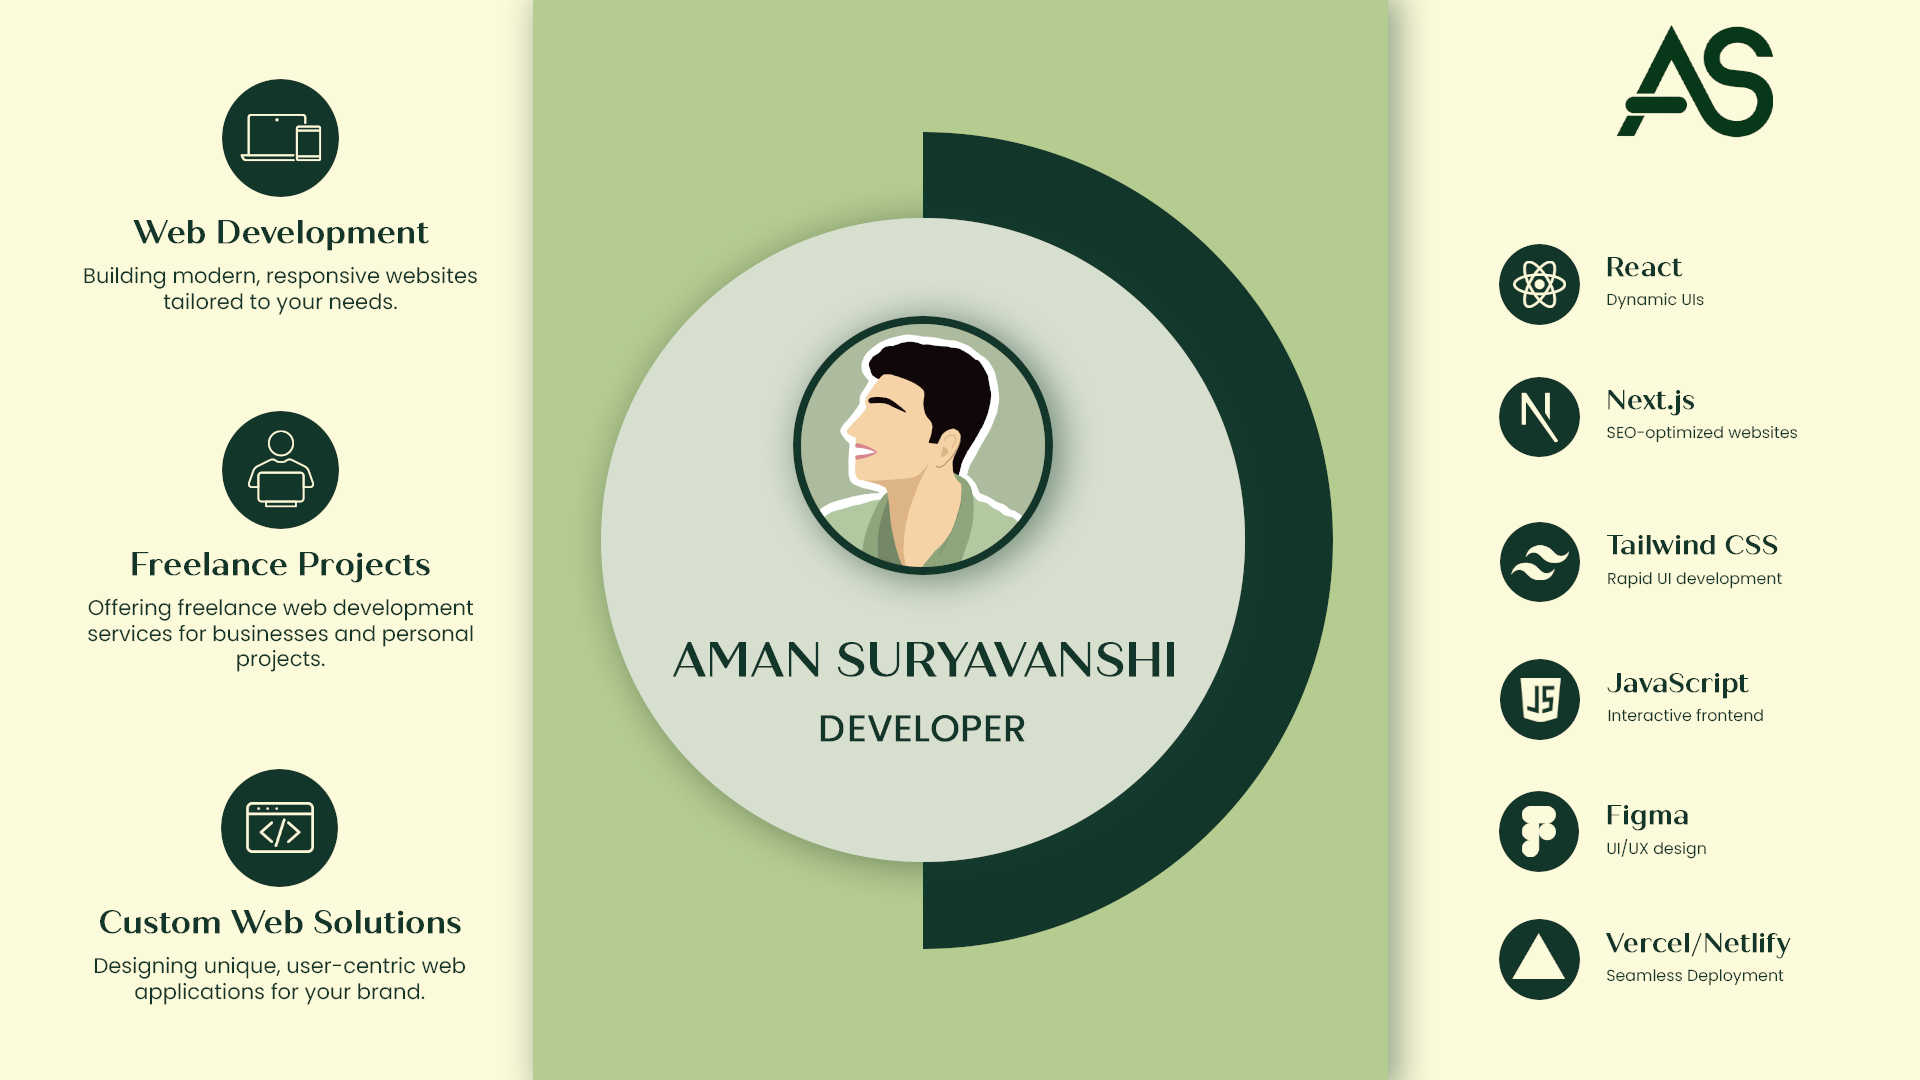 Web Development
Building modern, responsive websites
tailored to your needs.
Freelance Projects
Offering freelance web development
services for businesses and personal
projects.
Custom Web Solutions
Designing unique, user-centric web
applications for your brand.
AMAN SURYAVANSHI
DEVELOPER
AS
React
Dynamic UIs
Next.js
SEO-optimized websites
Tailwind CSS
Rapid UI development
JS
JavaScript
Interactive frontend
Figma
UI/UX design
Vercel/Netlify
Seamless Deployment